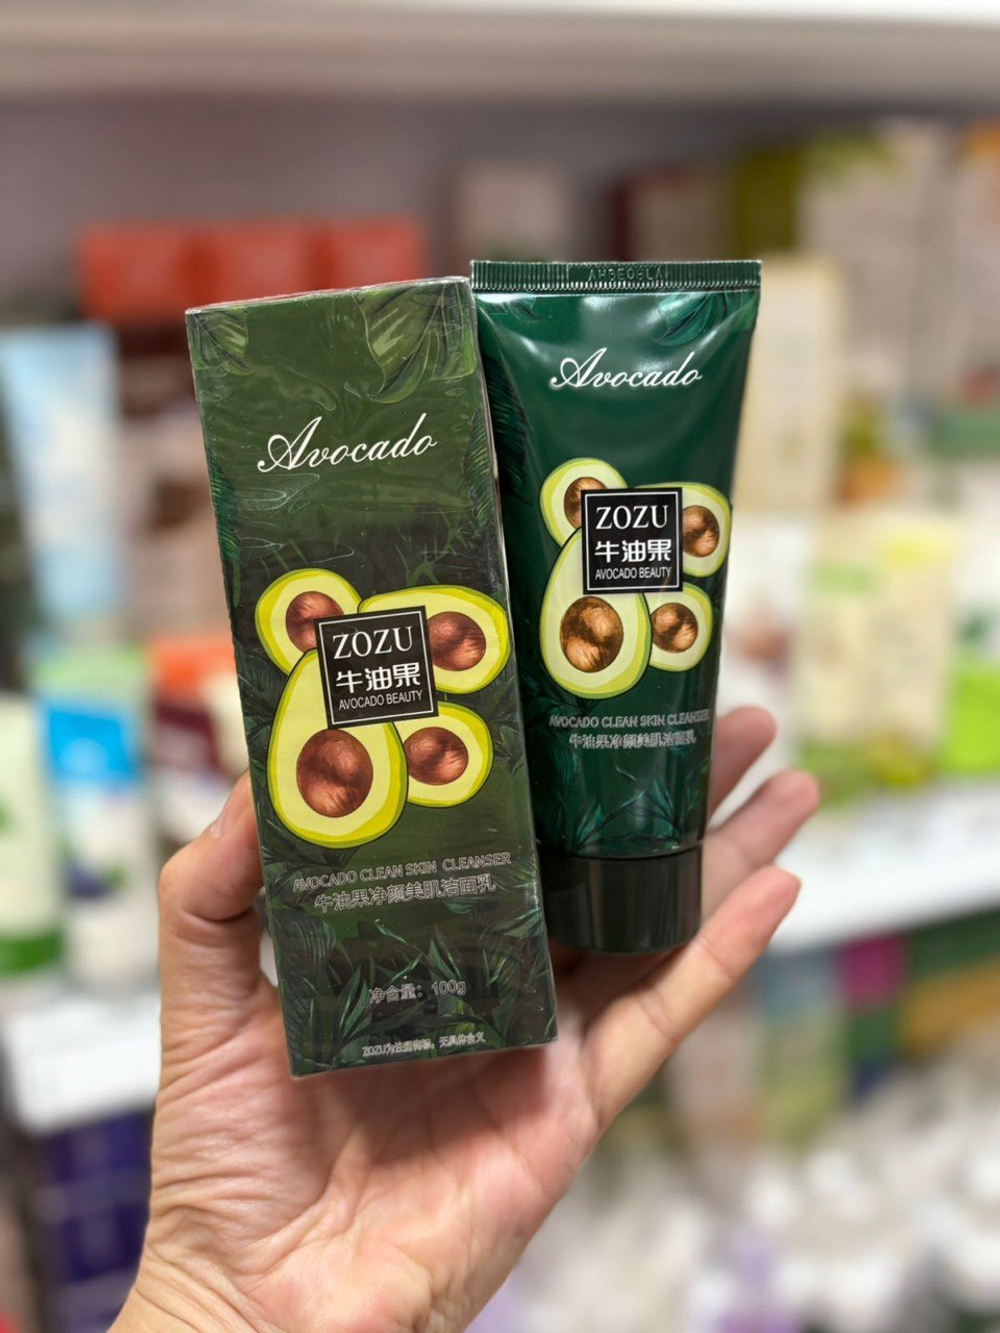 Avocado
ZOZU
牛油果
AVOCADO BEAUTY
AVOCADO CLEAN SKIN CLEANSER
牛油果净颜美肌洁面乳
净含量：100g
Avocado
ZOZU
牛油果
AVOCADO BEAUTY
AVOCADO CLEAN SKIN CLEANSER